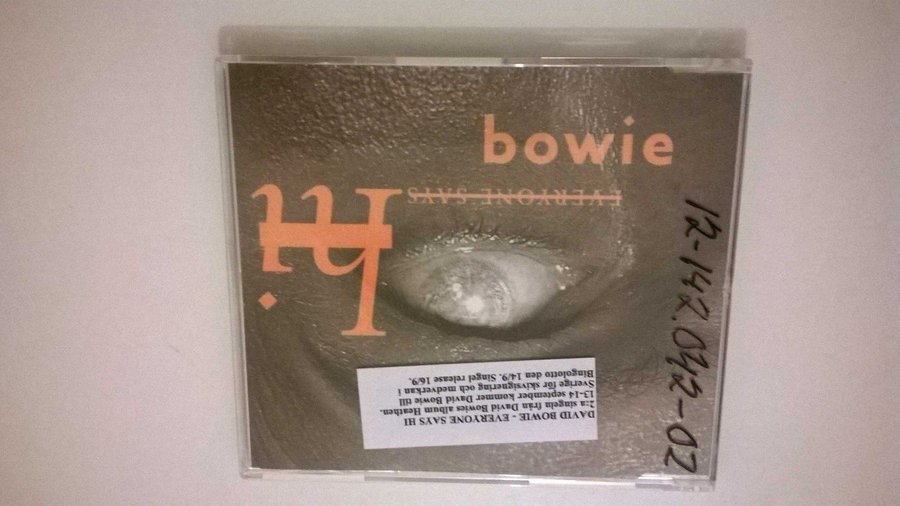 bowie
EVERYONE SAYS
hi
12-142.042-02
DAVID BOWIE - EVERYONE SAYS HI
2:a singeln från David Bowies album Heathen.
13-14 september kommer David Bowie till
Sverige för skivsignering och medverkan i
Bingolotto den 14/9. Singel release 16/9.